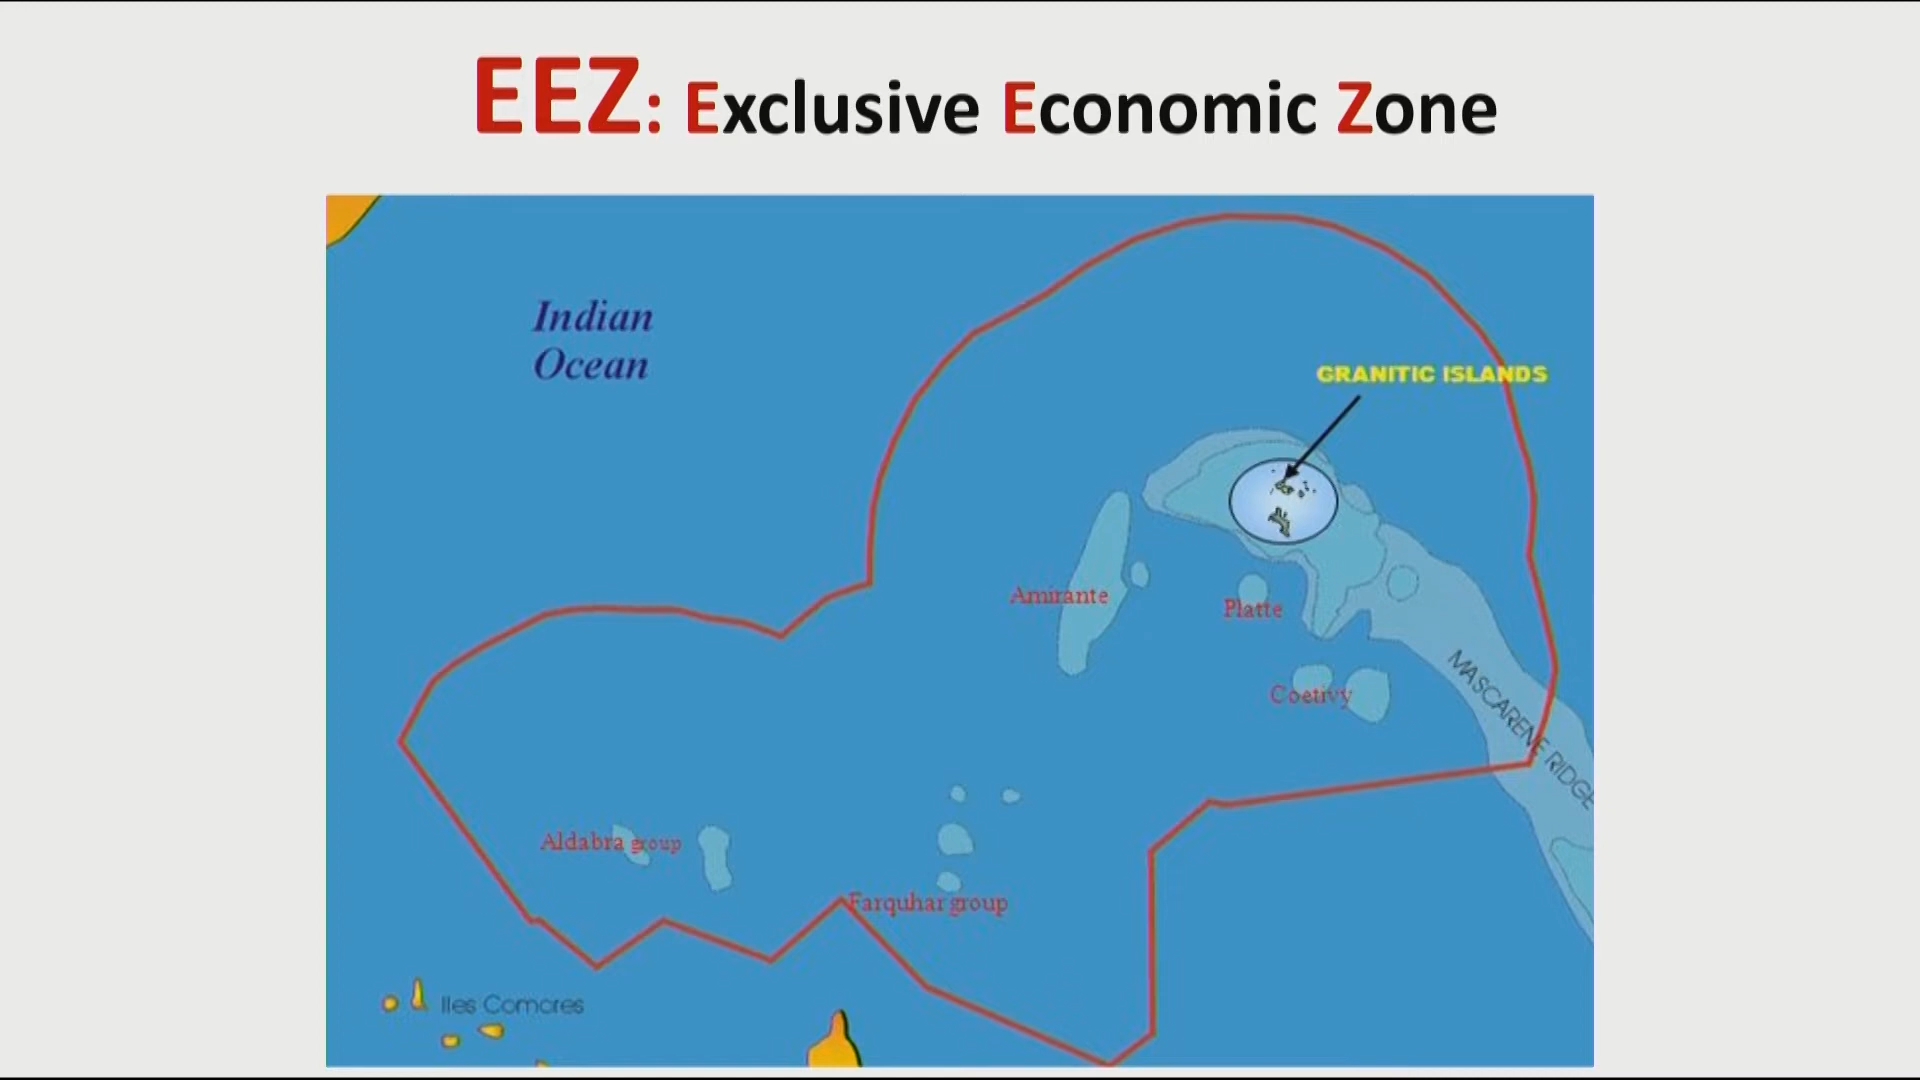 EEZ: Exclusive Economic Zone
Indian
Ocean
GRANITIC ISLANDS
Amirante
Platte
Coetivy
MASCARENE RIDGE
Aldabra group
Farquhar group
Iles Comores